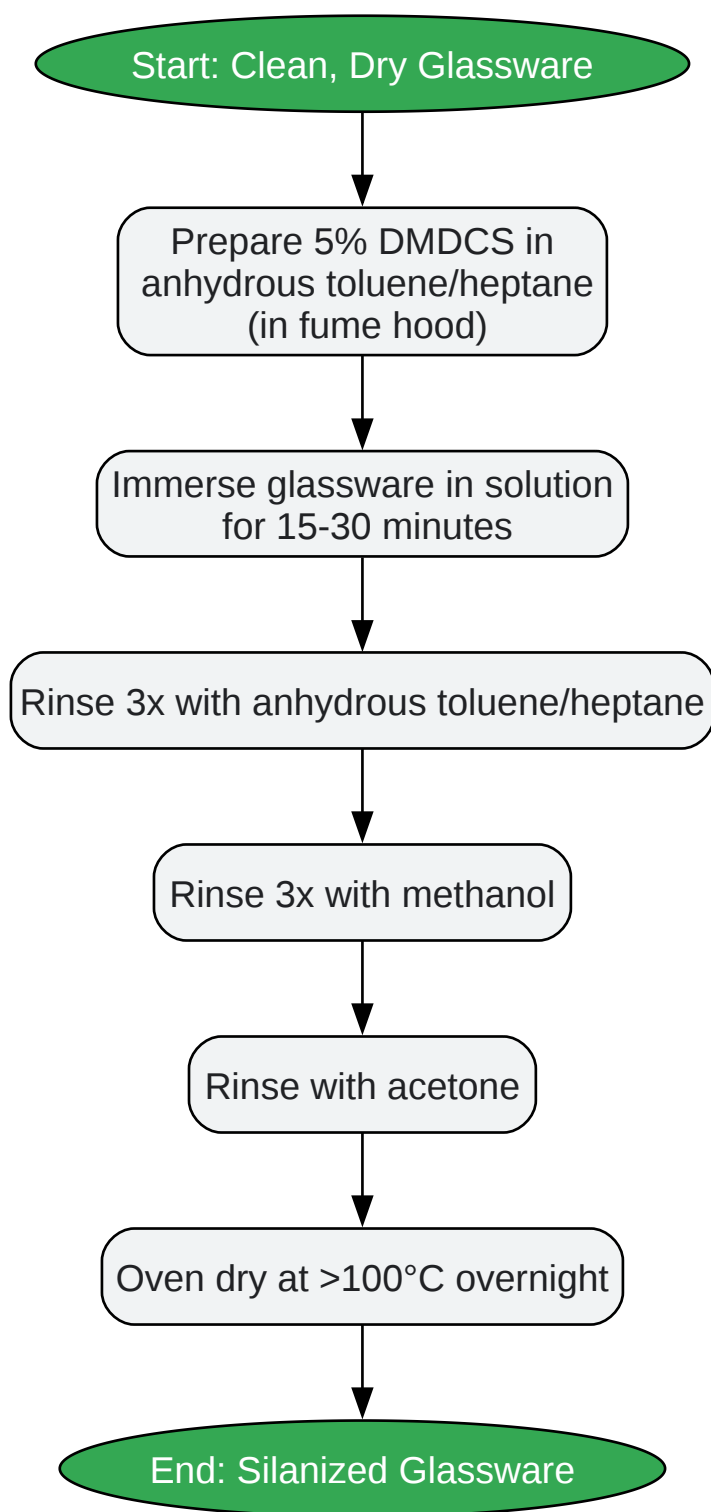 Start: Clean, Dry Glassware
Prepare 5% DMDCS in
anhydrous toluene/heptane
(in fume hood)
Immerse glassware in solution
for 15-30 minutes
Rinse 3x with anhydrous toluene/heptane
Rinse 3x with methanol
Rinse with acetone
Oven dry at >100°C overnight
End: Silanized Glassware